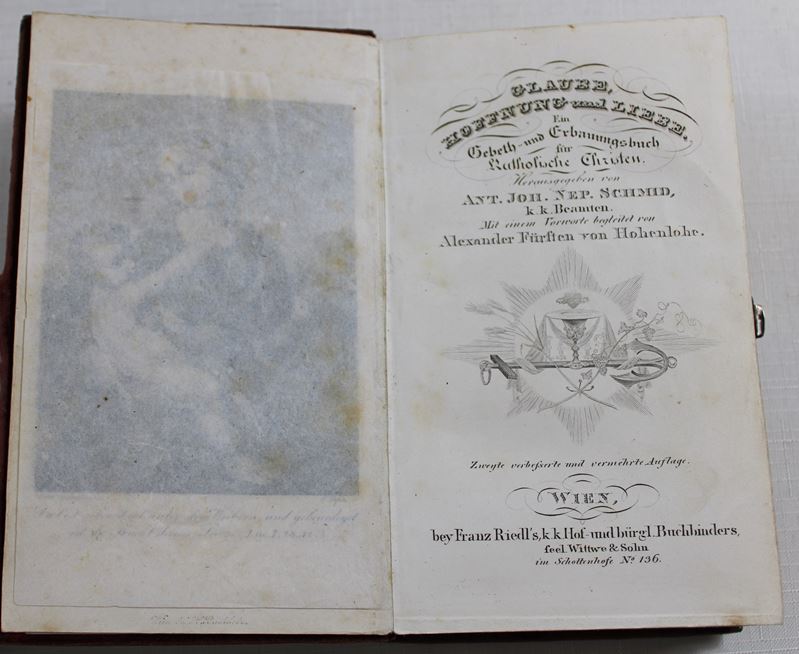 und gebenedeyt
GLAUBE,
HOFFNUNG und LIEBE.
Ein
Gebeth- und Erbauungsbuch
für
Katholische Christen.
Herausgegeben von
ANT. JOH. NEP. SCHMID,
k. k. Beamten.
Mit einem Vorworte begleitet von
Alexander Fürsten von Hohenlohe.
Zweyte verbesserte und vermehrte Auflage.
WIEN,
bey Franz Riedl's, k.k. Hof- und bürgl. Buchbinders,
seel. Wittwe & Sohn
im Schottenhofe No. 136.